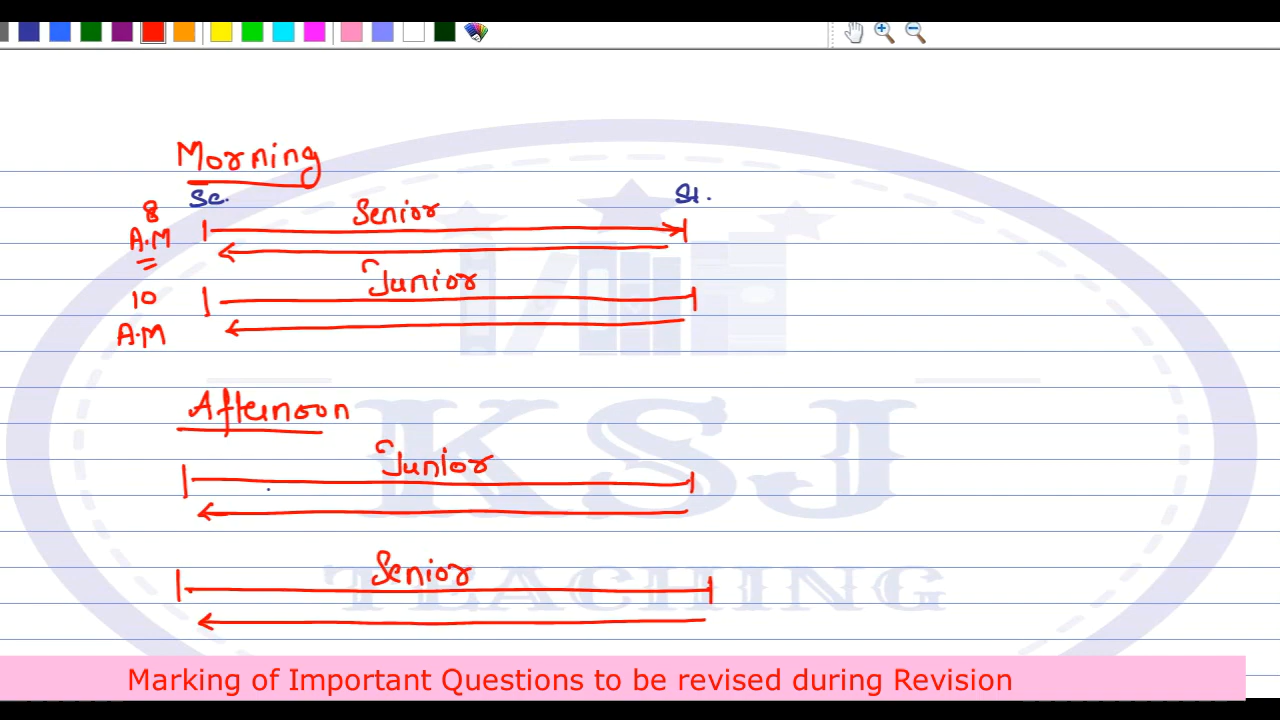 Morning
Sc. St.
8 Senior
A.M
Junior
10
A.M
Afternoon
Junior
Senior
KSJ
TEACHING
Marking of Important Questions to be revised during Revision